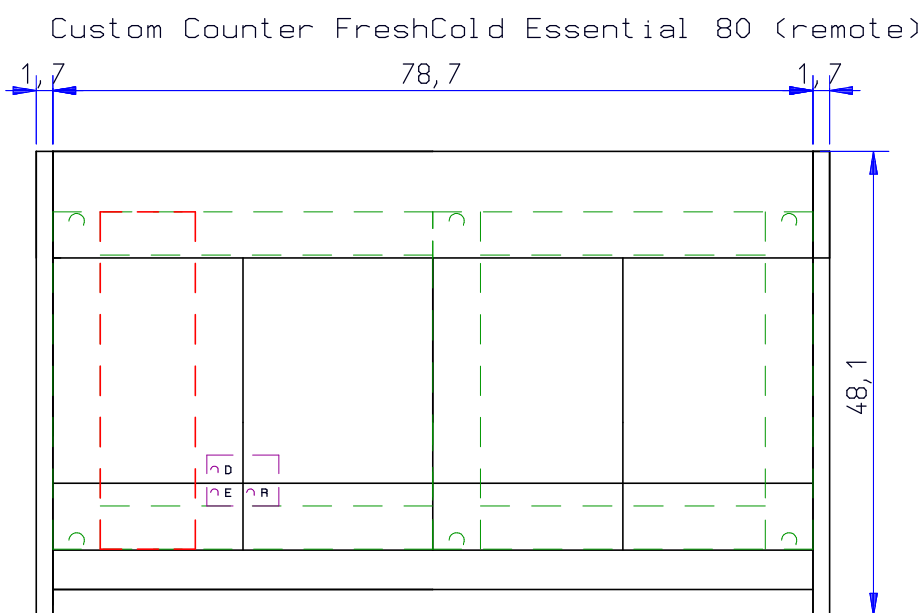 Custom Counter FreshCold Essential 80 (remote)
1,7 78,7 1,7
48,1
D
E R